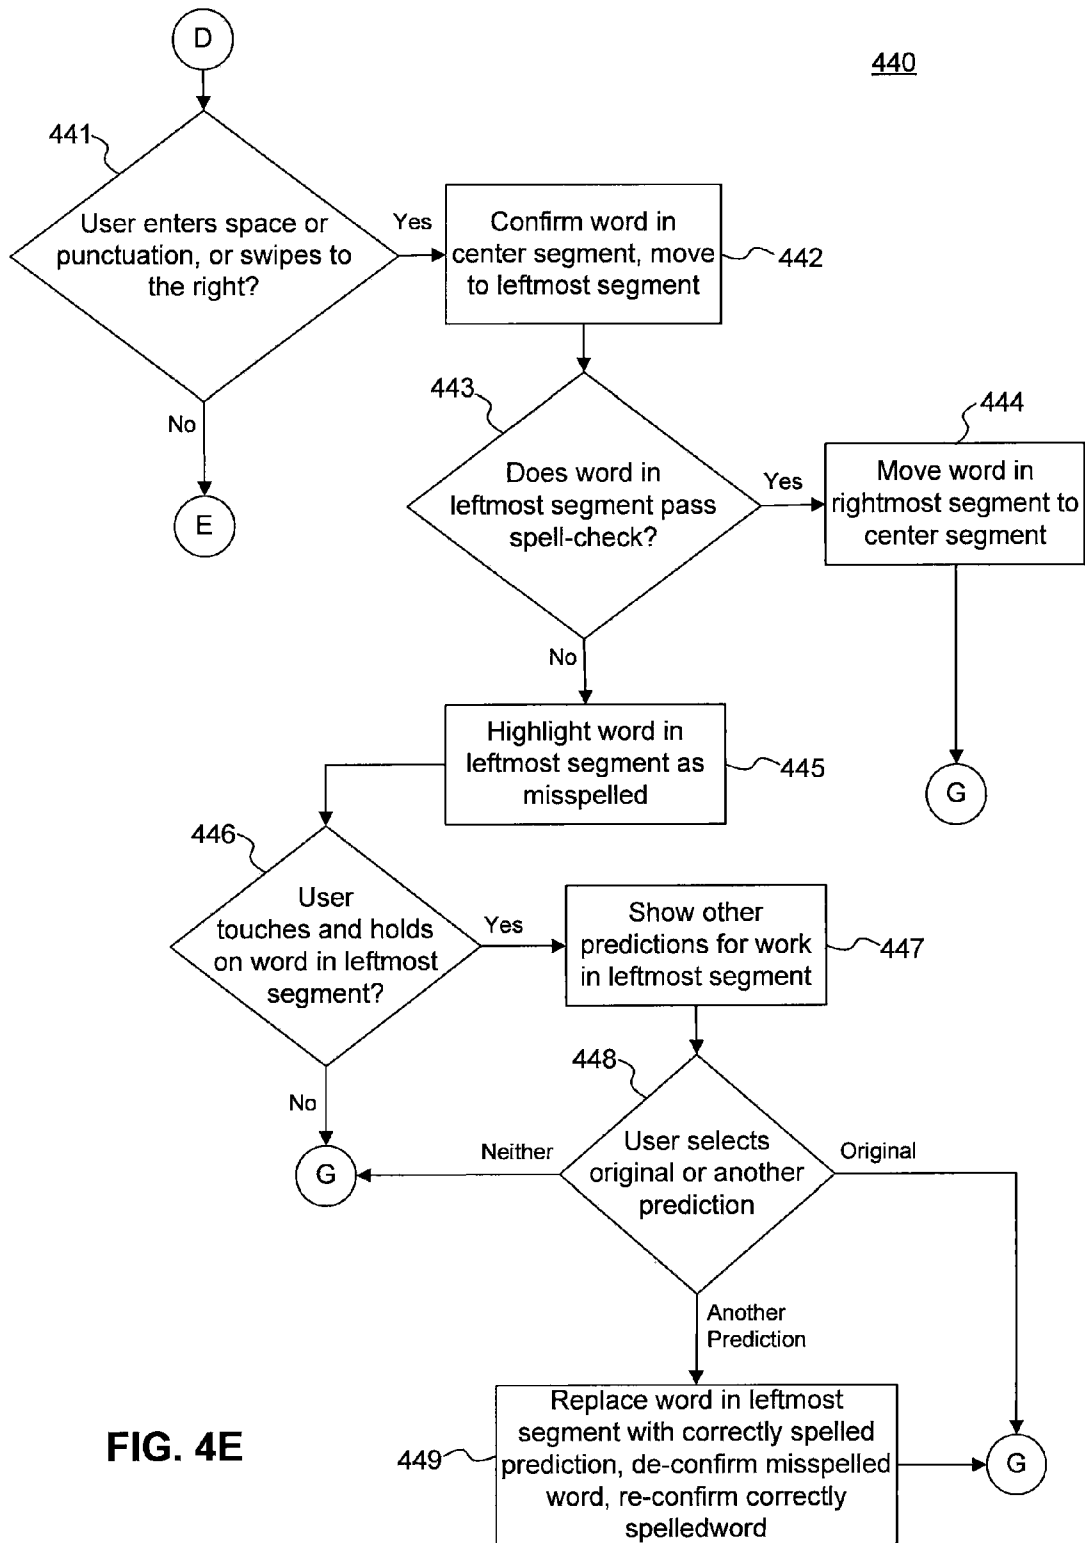 D
440
441
User enters space or
punctuation, or swipes to
the right?
Yes
Confirm word in
center segment, move
to leftmost segment
442
No
E
443
Does word in
leftmost segment pass
spell-check?
Yes
444
Move word in
rightmost segment to
center segment
No
G
Highlight word in
leftmost segment as
misspelled
445
446
User
touches and holds
on word in leftmost
segment?
Yes
Show other
predictions for work
in leftmost segment
447
No
G
448
User selects
original or another
prediction
Neither
Original
Another
Prediction
Replace word in leftmost
segment with correctly spelled
prediction, de-confirm misspelled
word, re-confirm correctly
spelledword
449
G
FIG. 4E